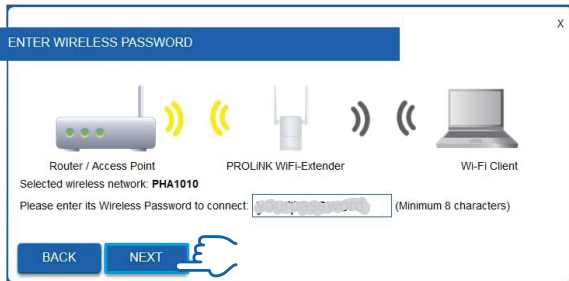 X
ENTER WIRELESS PASSWORD
Router / Access Point PROLiNK WiFi-Extender Wi-Fi Client
Selected wireless network: PHA1010
Please enter its Wireless Password to connect: yourpassword (Minimum 8 characters)
BACK NEXT